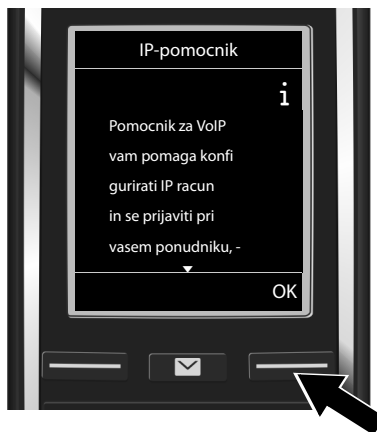 IP-pomocnik
i
Pomocnik za VoIP
vam pomaga konfi
gurirati IP racun
in se prijaviti pri
vasem ponudniku, -
OK